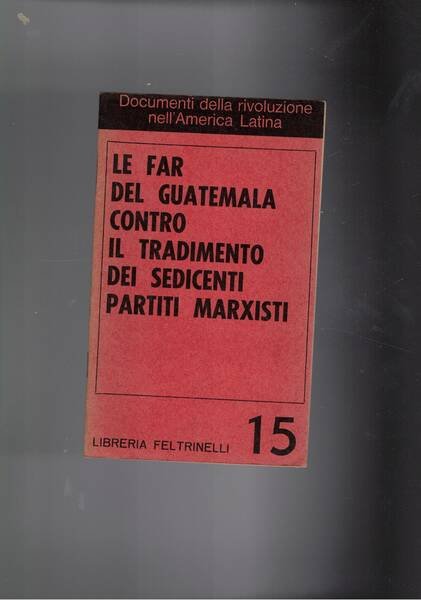 Documenti della rivoluzione
nell'America Latina
LE FAR
DEL GUATEMALA
CONTRO
IL TRADIMENTO
DEI SEDICENTI
PARTITI MARXISTI
LIBRERIA FELTRINELLI 15